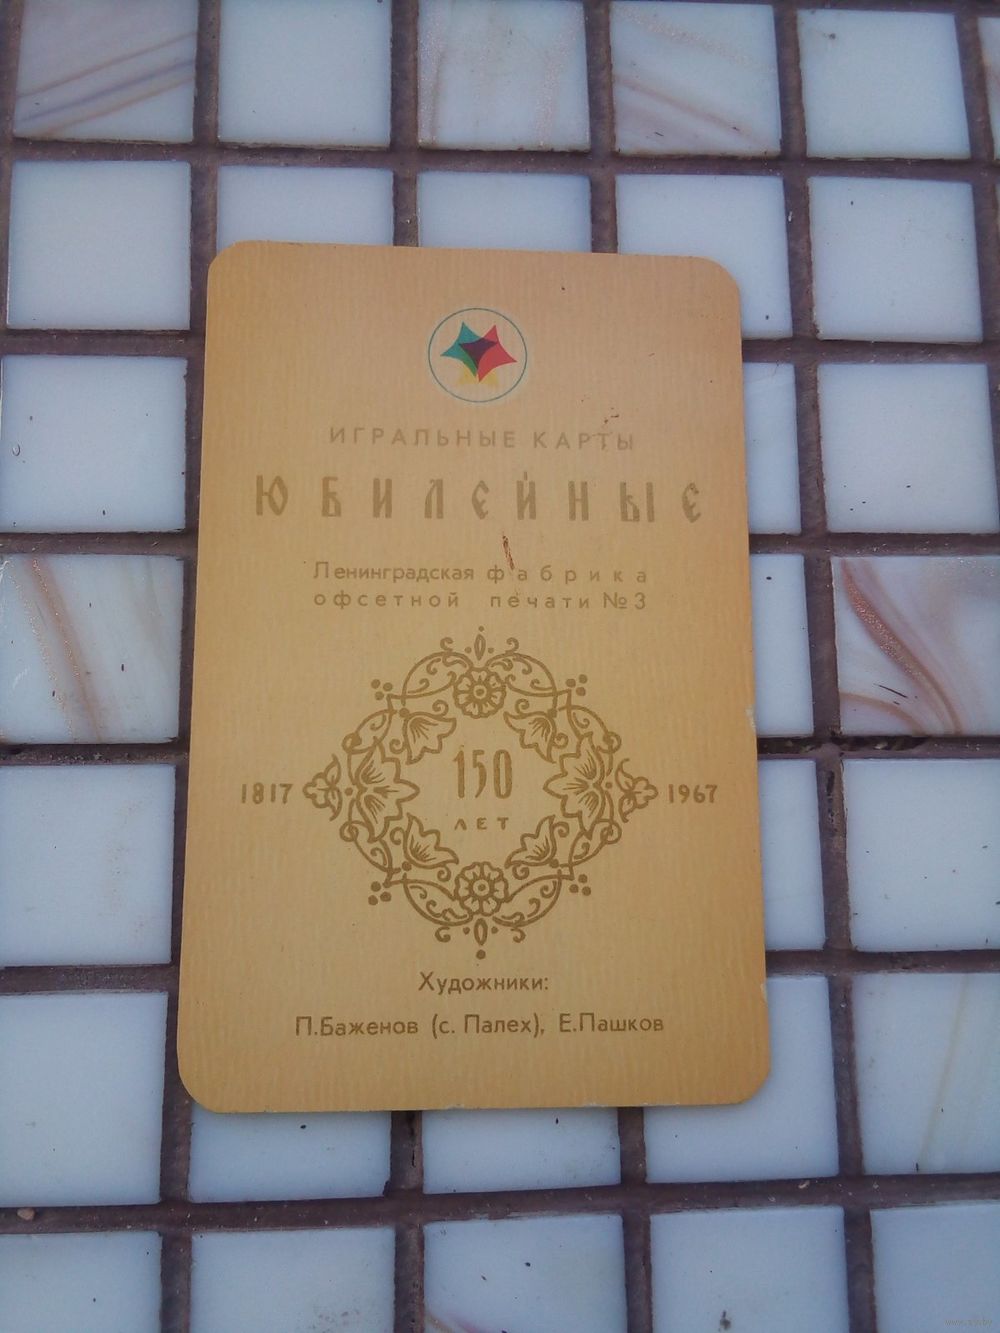 ИГРАЛЬНЫЕ КАРТЫ
ЮБИЛЕЙНЫЕ
Ленинградская фабрика
офсетной печати №3
150
1817 1967
ЛЕТ
Художники:
П.Баженов (с. Палех), Е.Пашков